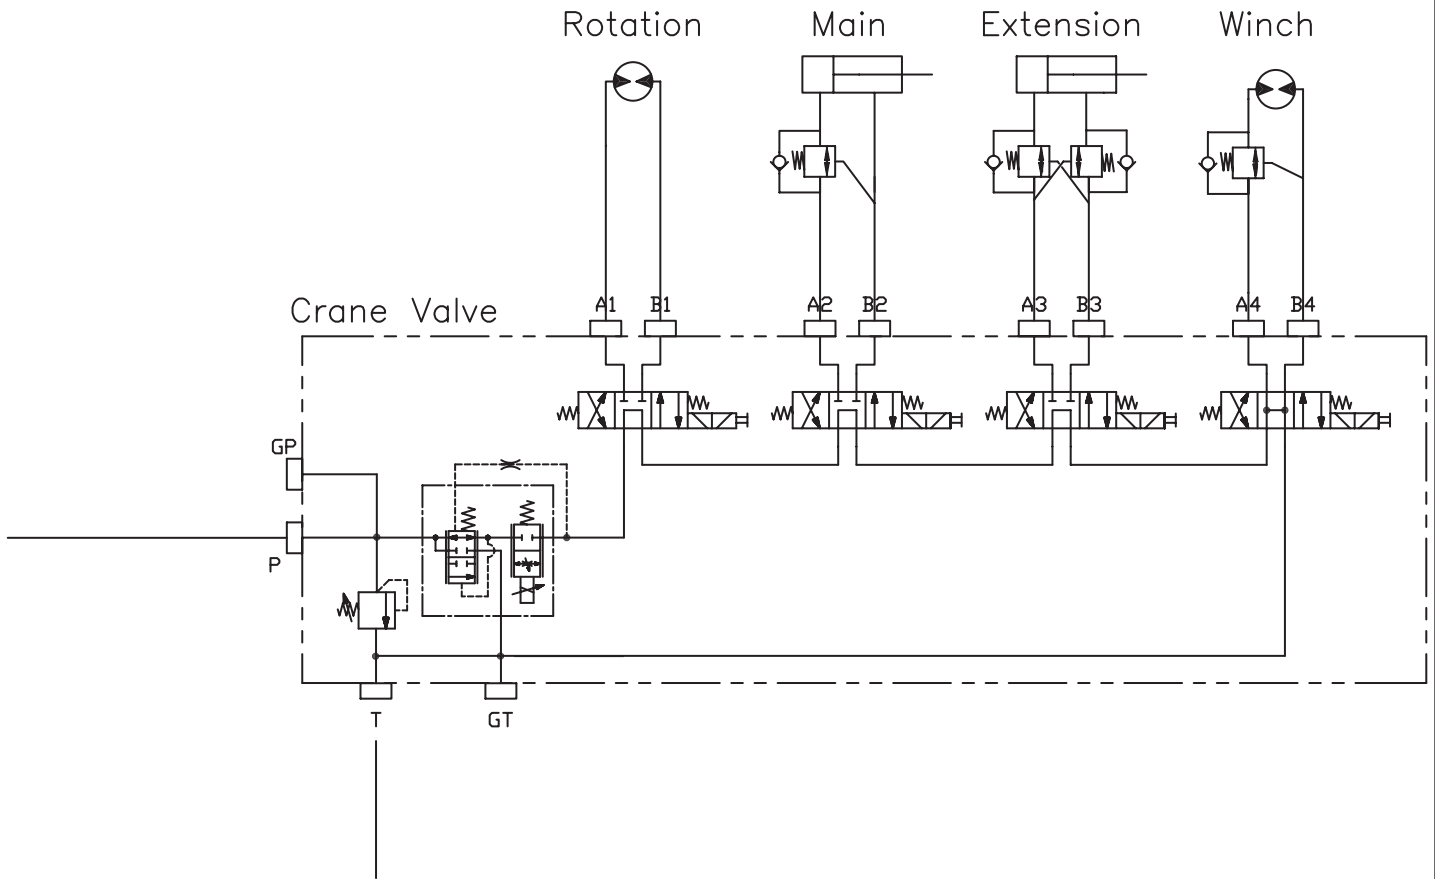 Rotation Main Extension Winch
Crane Valve
A1 B1 A2 B2 A3 B3 A4 B4
GP
P
T GT